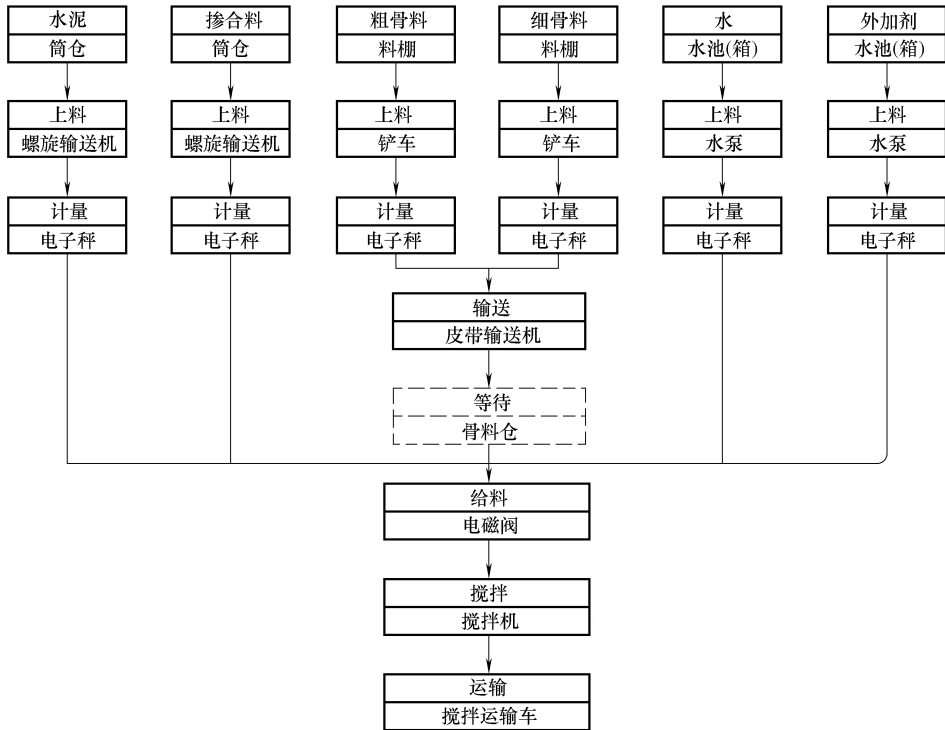 水泥
筒仓
掺合料
筒仓
粗骨料
料棚
细骨料
料棚
水
水池(箱)
外加剂
水池(箱)
上料
螺旋输送机
上料
螺旋输送机
上料
铲车
上料
铲车
上料
水泵
上料
水泵
计量
电子秤
计量
电子秤
计量
电子秤
计量
电子秤
计量
电子秤
计量
电子秤
输送
皮带输送机
等待
骨料仓
给料
电磁阀
搅拌
搅拌机
运输
搅拌运输车